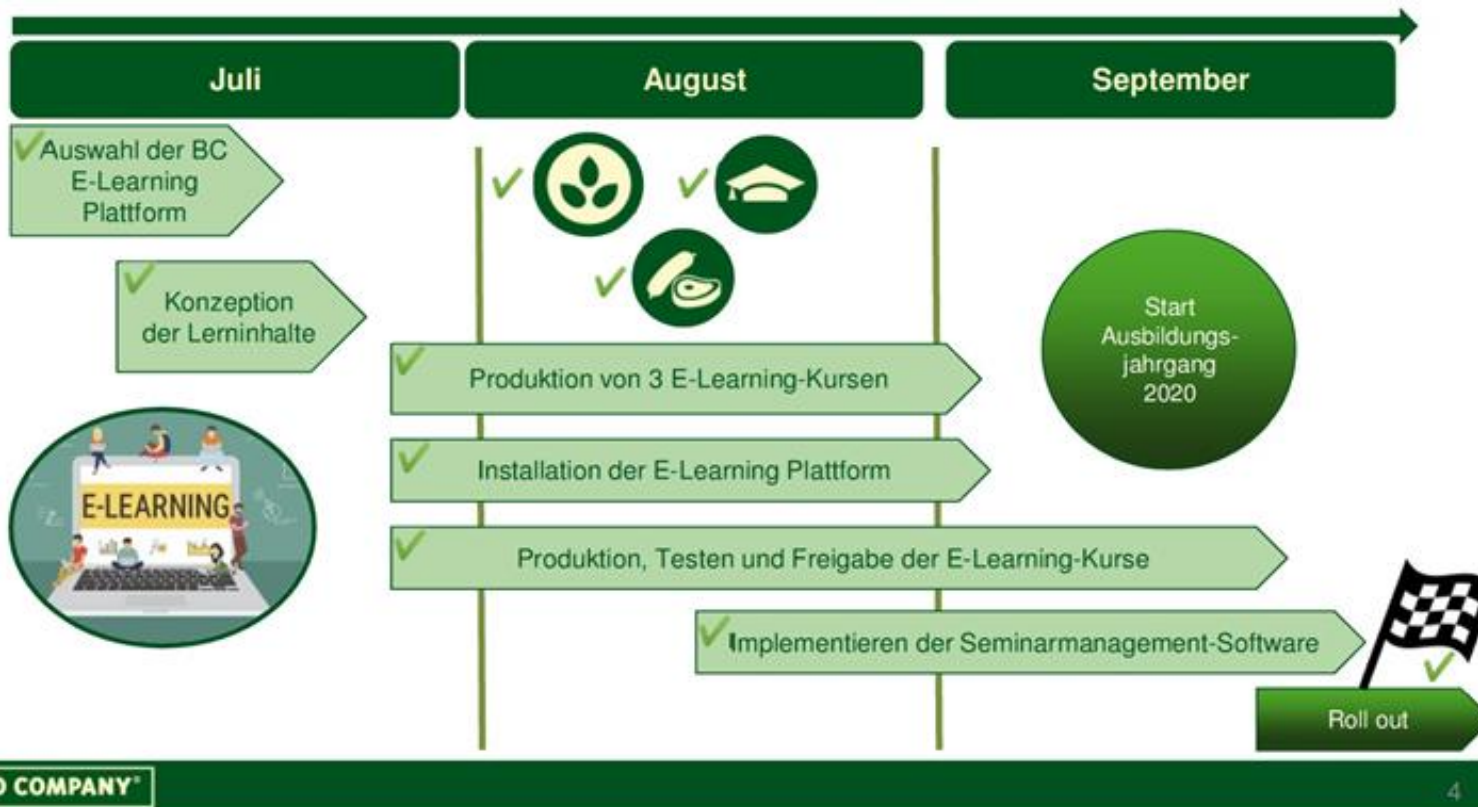 Juli
August
September
Auswahl der BC
E-Learning
Plattform
Konzeption
der Lerninhalte
Produktion von 3 E-Learning-Kursen
Start
Ausbildungs-
jahrgang
2020
E-LEARNING
Installation der E-Learning Plattform
Produktion, Testen und Freigabe der E-Learning-Kurse
Implementieren der Seminarmanagement-Software
Roll out
COMPANY®
4